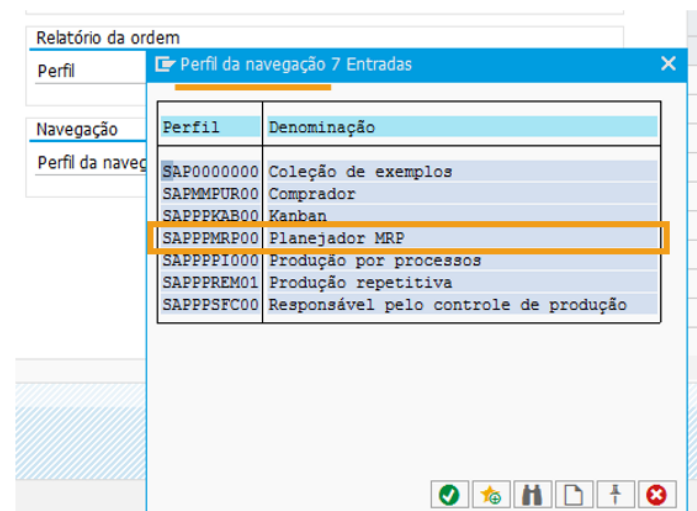 Relatório da ordem
Perfil
Navegação
Perfil da naveg
Perfil da navegação 7 Entradas
Perfil Denominação
SAP0000000 Coleção de exemplos
SAPMMPUR00 Comprador
SAPPPKAB00 Kanban
SAPPPMRP00 Planejador MRP
SAPPPPI000 Produção por processos
SAPPPREM01 Produção repetitiva
SAPPPSFC00 Responsável pelo controle de produção